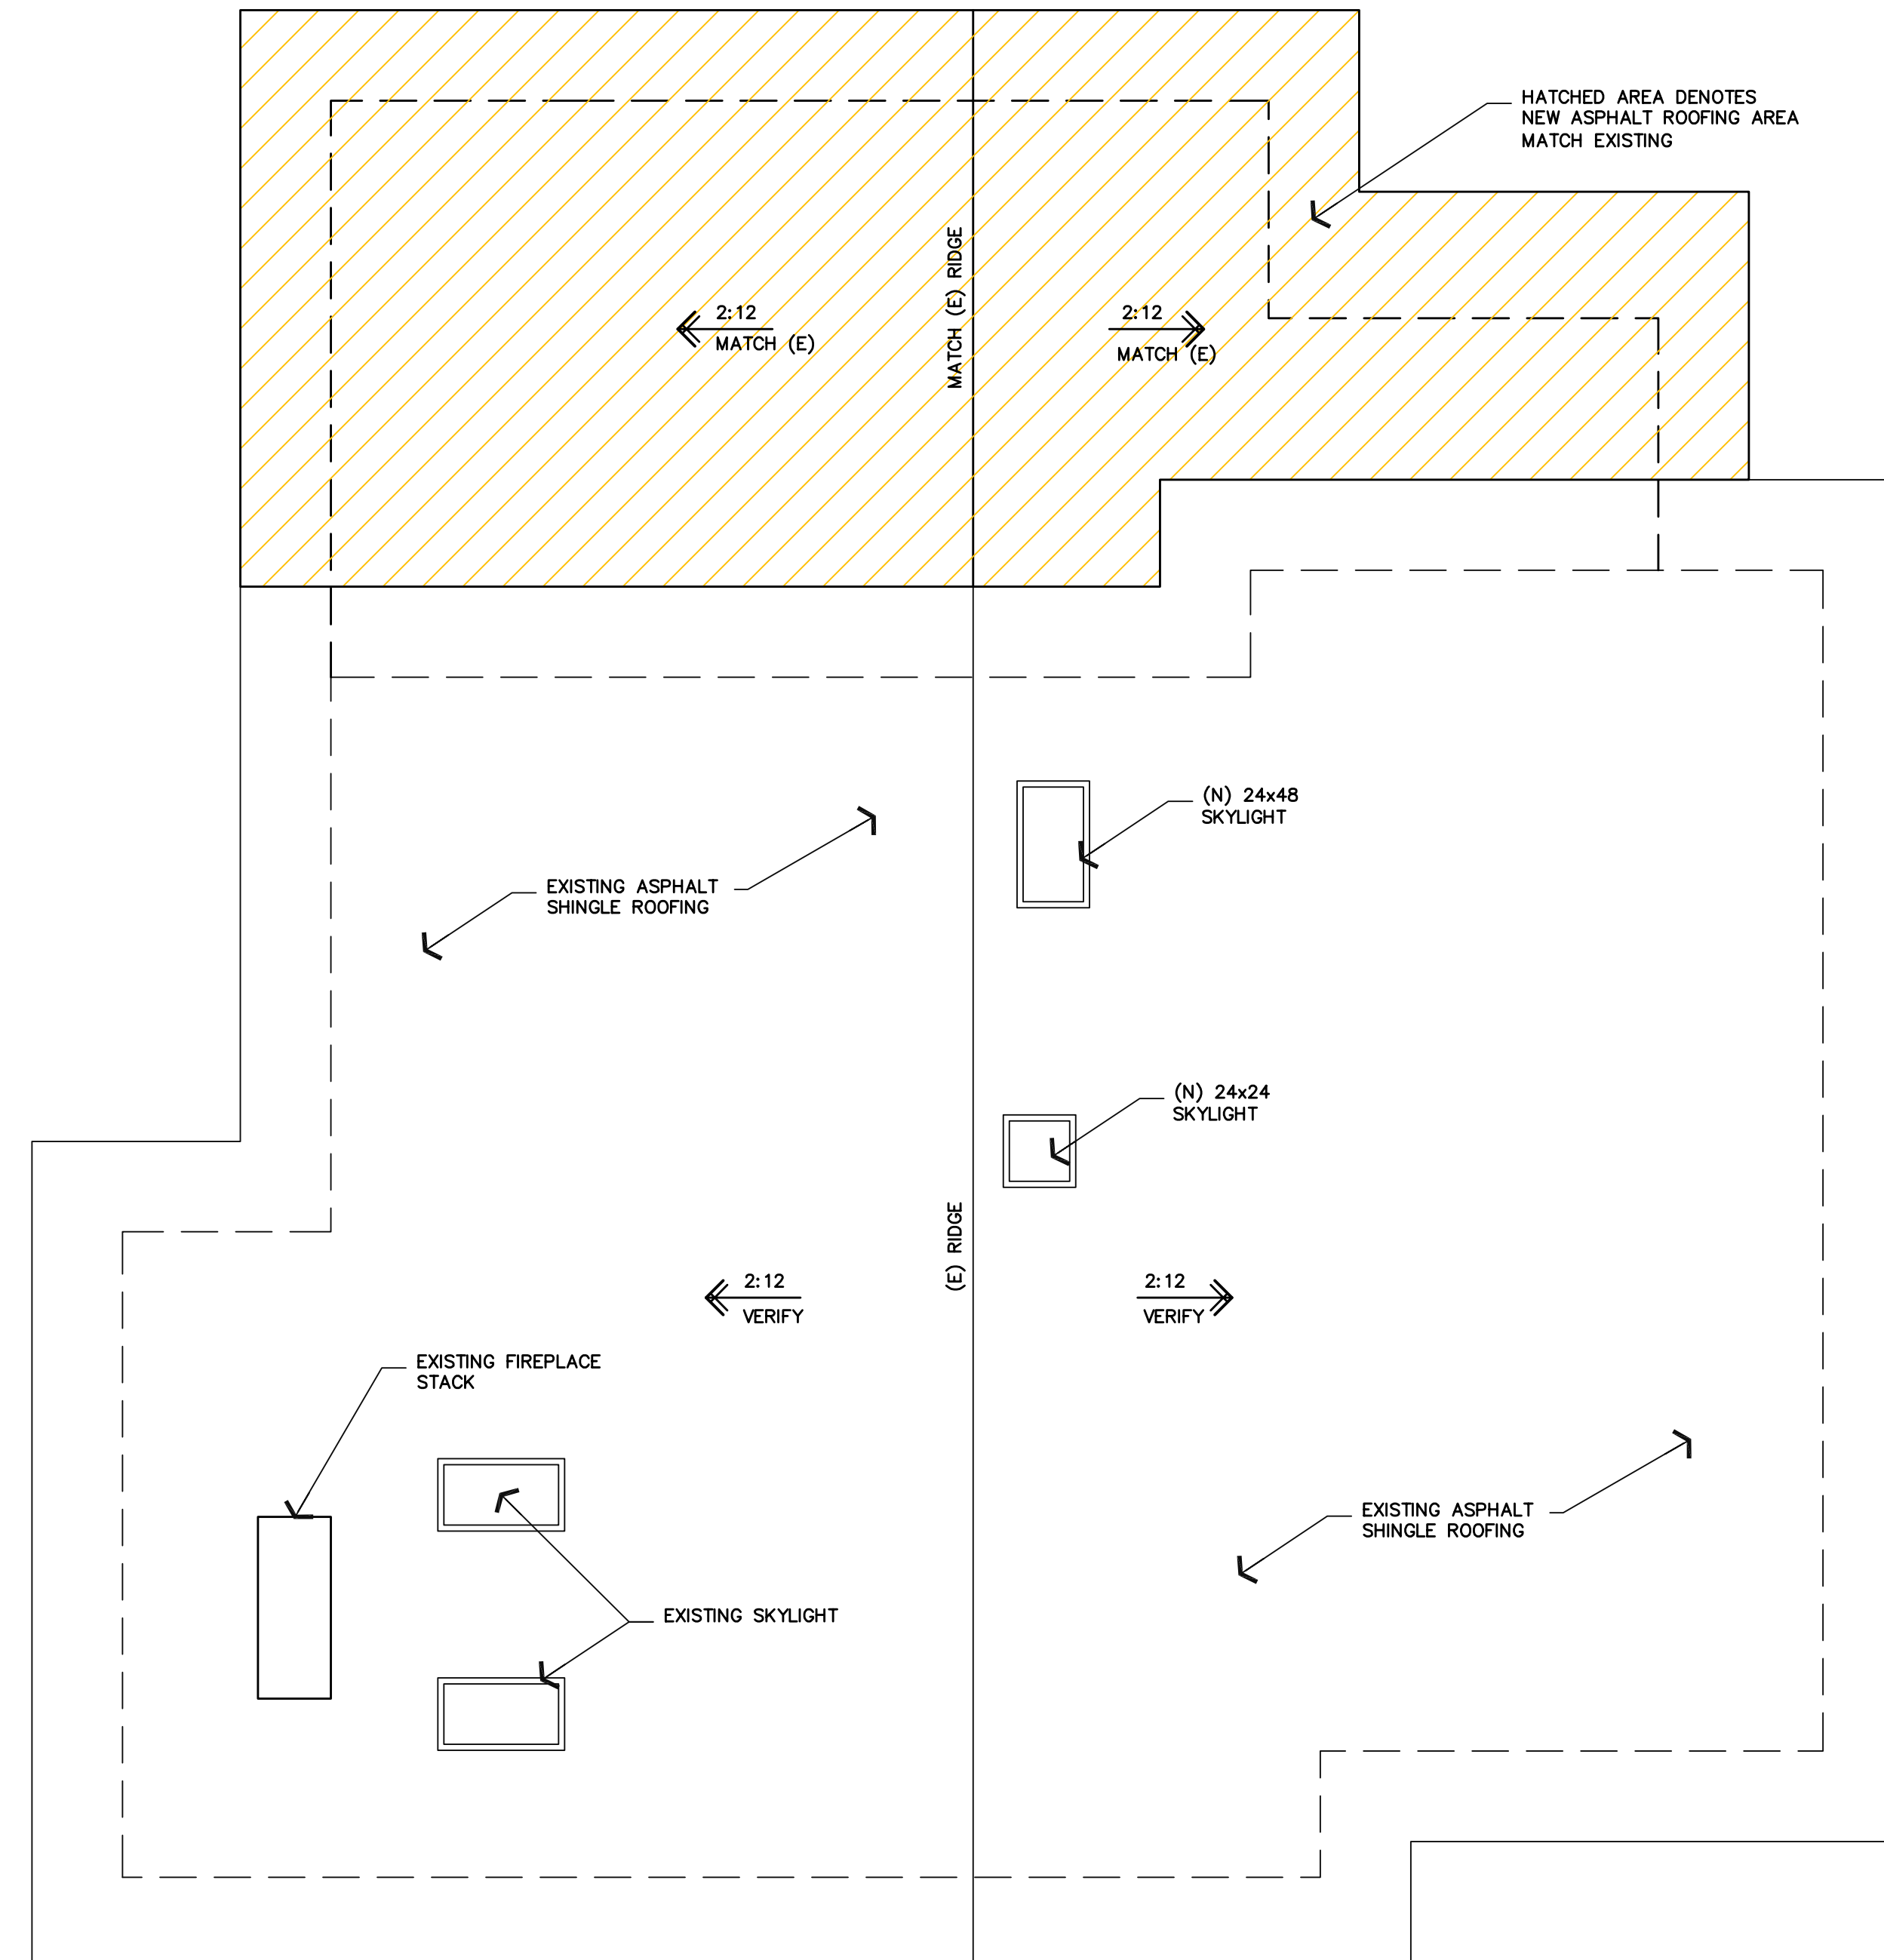 HATCHED AREA DENOTES
NEW ASPHALT ROOFING AREA
MATCH EXISTING
MATCH (E) RIDGE
2:12
MATCH (E)
2:12
MATCH (E)
(N) 24x48
SKYLIGHT
EXISTING ASPHALT
SHINGLE ROOFING
(N) 24x24
SKYLIGHT
(E) RIDGE
2:12
VERIFY
2:12
VERIFY
EXISTING FIREPLACE
STACK
EXISTING ASPHALT
SHINGLE ROOFING
EXISTING SKYLIGHT